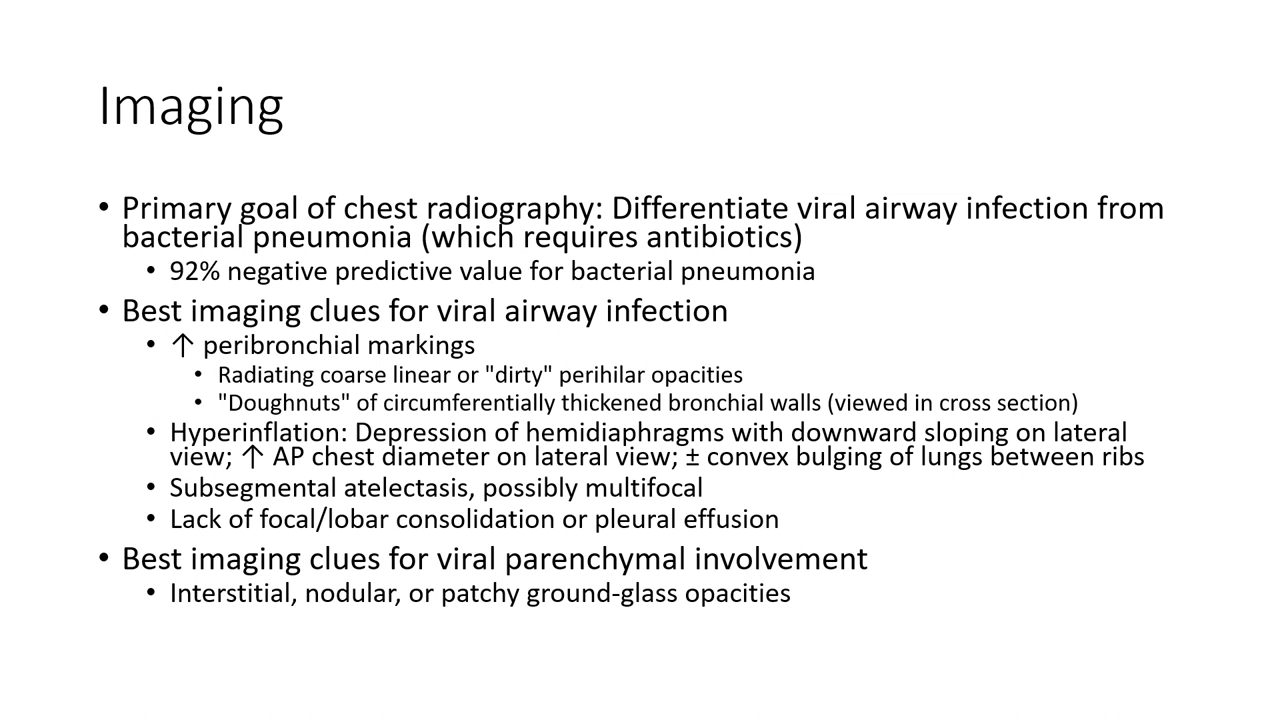 Imaging
• Primary goal of chest radiography: Differentiate viral airway infection from
bacterial pneumonia (which requires antibiotics)
• 92% negative predictive value for bacterial pneumonia
• Best imaging clues for viral airway infection
• ↑ peribronchial markings
• Radiating coarse linear or "dirty" perihilar opacities
• "Doughnuts" of circumferentially thickened bronchial walls (viewed in cross section)
• Hyperinflation: Depression of hemidiaphragms with downward sloping on lateral
view; ↑ AP chest diameter on lateral view; ± convex bulging of lungs between ribs
• Subsegmental atelectasis, possibly multifocal
• Lack of focal/lobar consolidation or pleural effusion
• Best imaging clues for viral parenchymal involvement
• Interstitial, nodular, or patchy ground-glass opacities